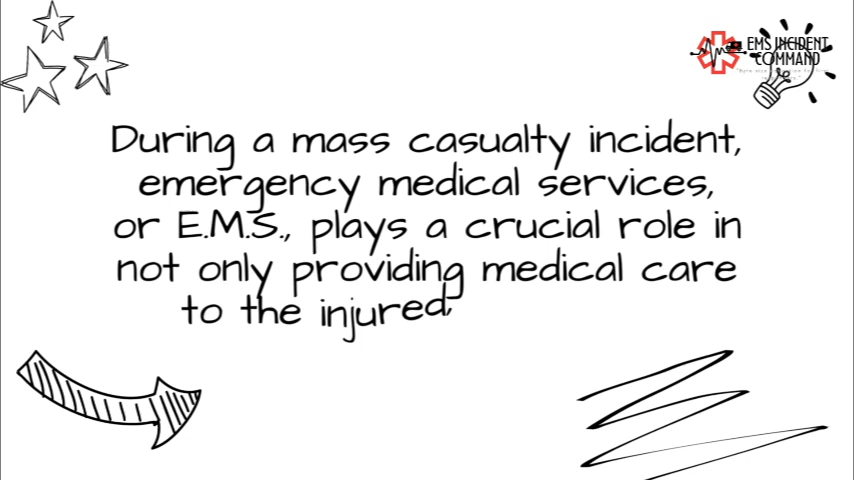 EMS INCIDENT
COMMAND
During a mass casualty incident,
emergency medical services,
or E.M.S., plays a crucial role in
not only providing medical care
to the injured,